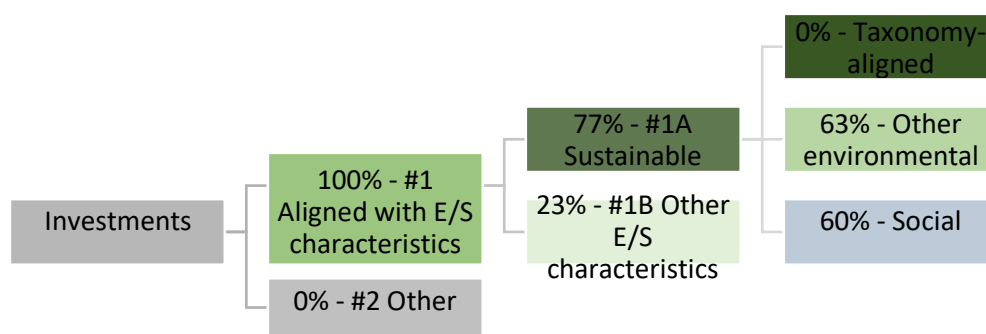 Investments
100% - #1
Aligned with E/S
characteristics
0% - #2 Other
77% - #1A
Sustainable
23% - #1B Other
E/S
characteristics
0% - Taxonomy-
aligned
63% - Other
environmental
60% - Social